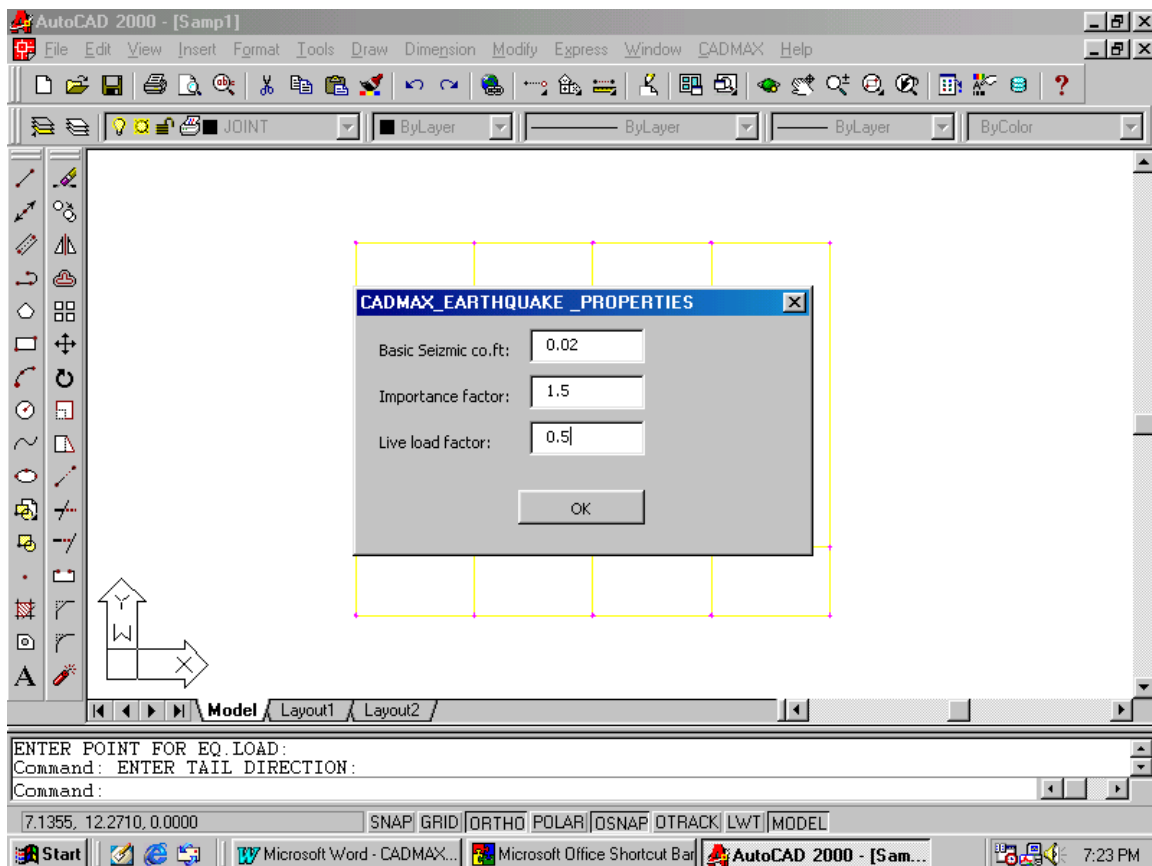 AutoCAD 2000 - [Samp1]
File Edit View Insert Format Tools Draw Dimension Modify Express Window CADMAX Help
JOINT ByLayer ByLayer ByLayer ByColor
CADMAX_EARTHQUAKE _PROPERTIES
Basic Seizmic co.ft: 0.02
Importance factor: 1.5
Live load factor: 0.5
OK
Y
W
X
A
Model Layout1 Layout2
ENTER POINT FOR EQ.LOAD:
Command: ENTER TAIL DIRECTION:
Command:
7.1355, 12.2710, 0.0000 SNAP GRID ORTHO POLAR OSNAP OTRACK LWT MODEL
Start Microsoft Word - CADMAX... Microsoft Office Shortcut Bar AutoCAD 2000 - [Sam... 7:23 PM